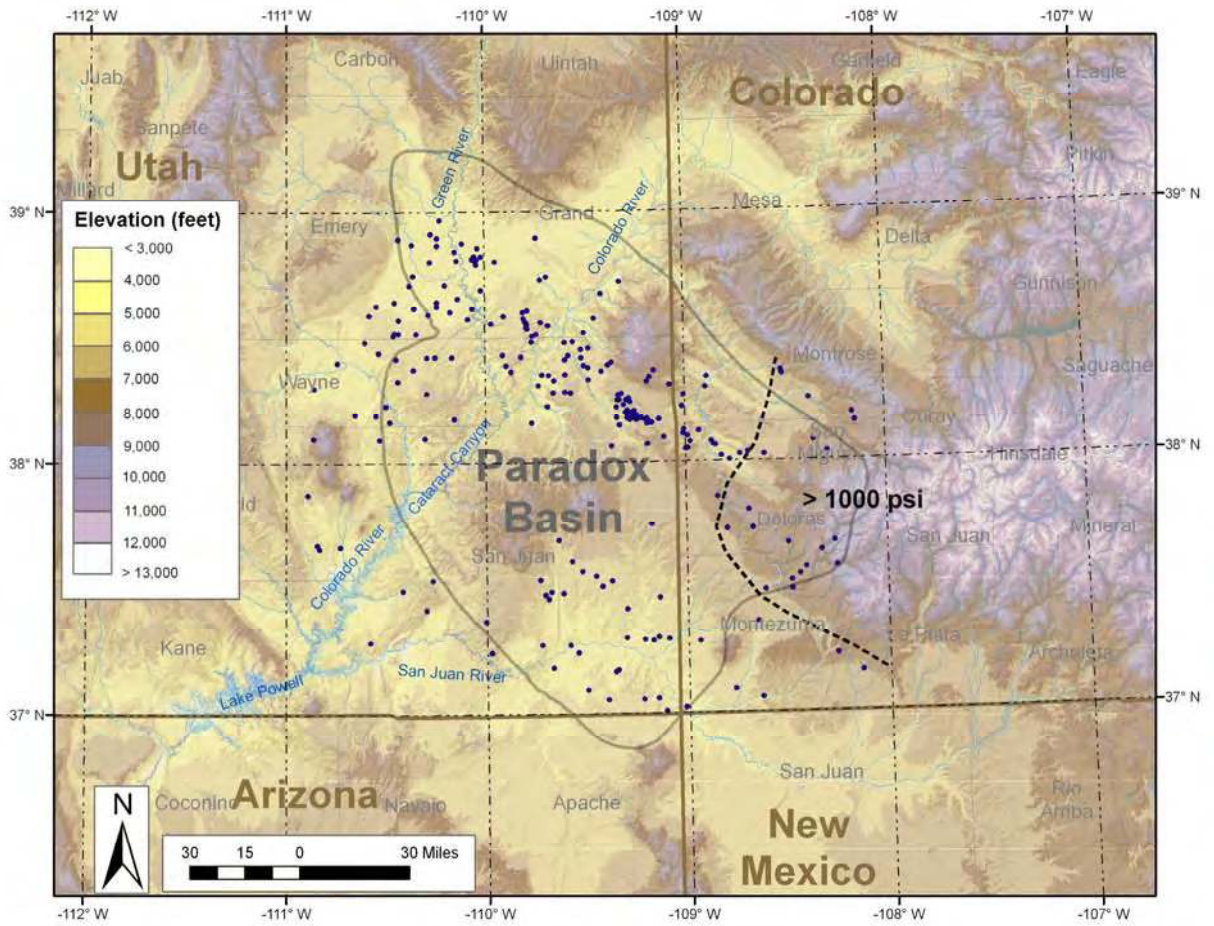 -112° W -111° W -110° W -109° W -108° W -107° W
Carbon
Uintah
Garfield
Eagle
Juab
Colorado
Sanpete
Utah
Pitkin
Green River
Millard
39° N
39° N
Mesa
Grand
Colorado River
Elevation (feet)
< 3,000
4,000
5,000
6,000
7,000
8,000
9,000
10,000
11,000
12,000
> 13,000
Emery
Delta
Gunnison
Montrose
Saguache
Wayne
Ouray
38° N
38° N
San
Miguel
Hinsdale
Cataract Canyon
Paradox
Basin
> 1000 psi
Dolores
San Juan
Mineral
San Juan
Colorado River
Montezuma
La Plata
Archuleta
Kane
San Juan River
Lake Powell
37° N
37° N
San Juan
Rio
Arriba
N
Coconino
Arizona
Navajo
Apache
New
Mexico
30 15 0 30 Miles
-112° W -111° W -110° W -109° W -108° W -107° W